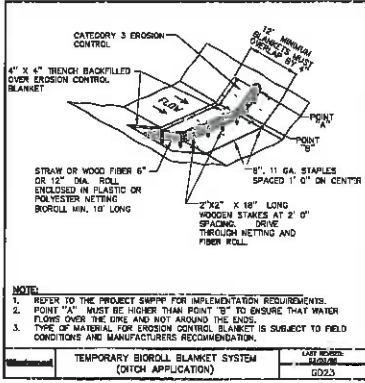 CATEGORY 3 EROSION
CONTROL
12' MINIMUM
BLANKETS MUST
OVERLAP BY 4"
4" X 4" TRENCH BACKFILLED
OVER EROSION CONTROL
BLANKET
FLOW
POINT
"A"
POINT
"B"
STRAW OR WOOD FIBER 6"
OR 12" DIA. ROLL
ENCLOSED IN PLASTIC OR
POLYESTER NETTING
BIOROLL MIN. 10' LONG
8", 11 GA. STAPLES
SPACED 1' 0" ON CENTER
2"X2" X 18" LONG
WOODEN STAKES AT 2' 0"
SPACING. DRIVE
THROUGH NETTING AND
FIBER ROLL.
NOTE:
1. REFER TO THE PROJECT SWPPP FOR IMPLEMENTATION REQUIREMENTS.
2. POINT "A" MUST BE HIGHER THAN POINT "B" TO ENSURE THAT WATER
FLOWS OVER THE DIKE AND NOT AROUND THE ENDS.
3. TYPE OF MATERIAL FOR EROSION CONTROL BLANKET IS SUBJECT TO FIELD
CONDITIONS AND MANUFACTURERS RECOMMENDATION.
TEMPORARY BIOROLL BLANKET SYSTEM
(DITCH APPLICATION)
LAST REVISED:
GD23